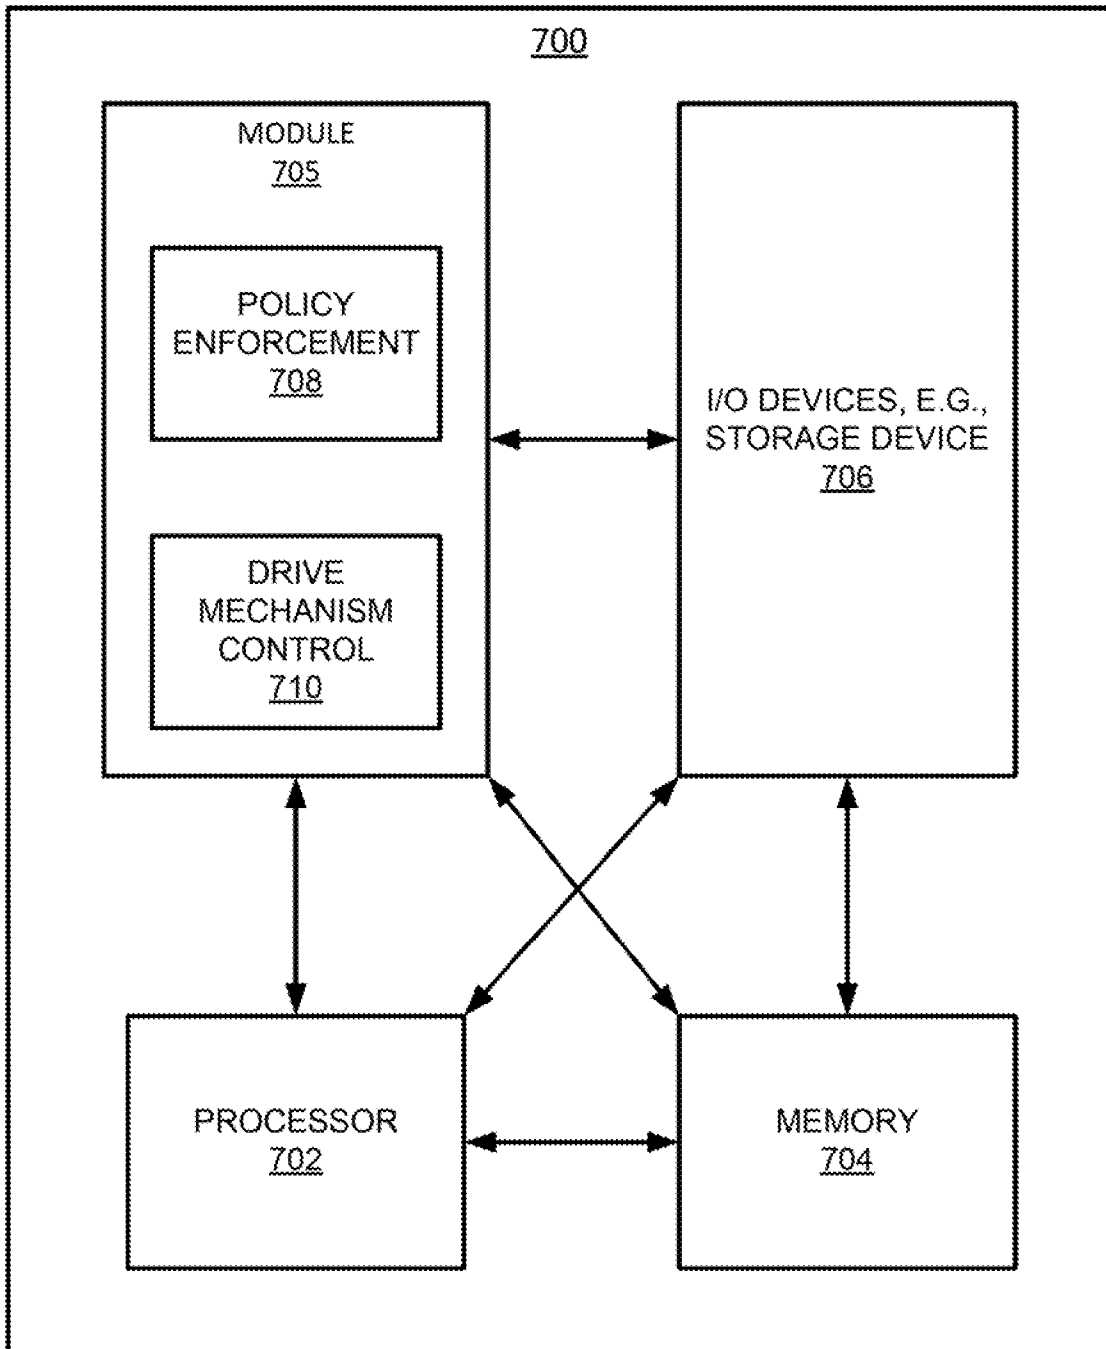 700
MODULE
705
POLICY
ENFORCEMENT
708
DRIVE
MECHANISM
CONTROL
710
I/O DEVICES, E.G.,
STORAGE DEVICE
706
PROCESSOR
702
MEMORY
704